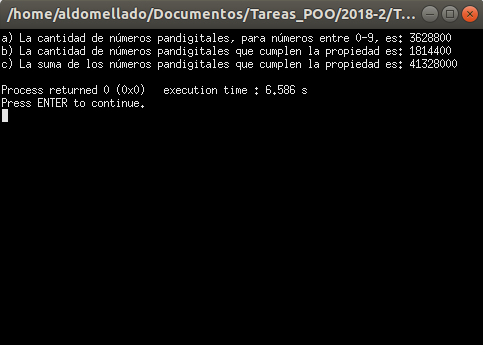 /home/aldomellado/Documentos/Tareas_POO/2018-2/T...
a) La cantidad de números pandigitales, para números entre 0-9, es: 3628800
b) La cantidad de números pandigitales que cumplen la propiedad es: 1814400
c) La suma de los números pandigitales que cumplen la propiedad es: 41328000
Process returned 0 (0x0)   execution time : 6.586 s
Press ENTER to continue.